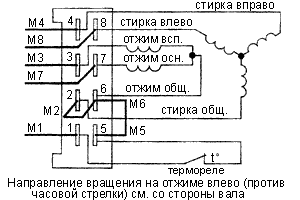 стирка вправо
M4 4 8 стирка влево
M8 отжим всп.
M3 3 7 отжим осн.
M7
отжим общ.
2 6 M6
M2 стирка общ.
M1 1 5 M5
термореле t°
Направление вращения на отжиме влево (против
часовой стрелки) см. со стороны вала